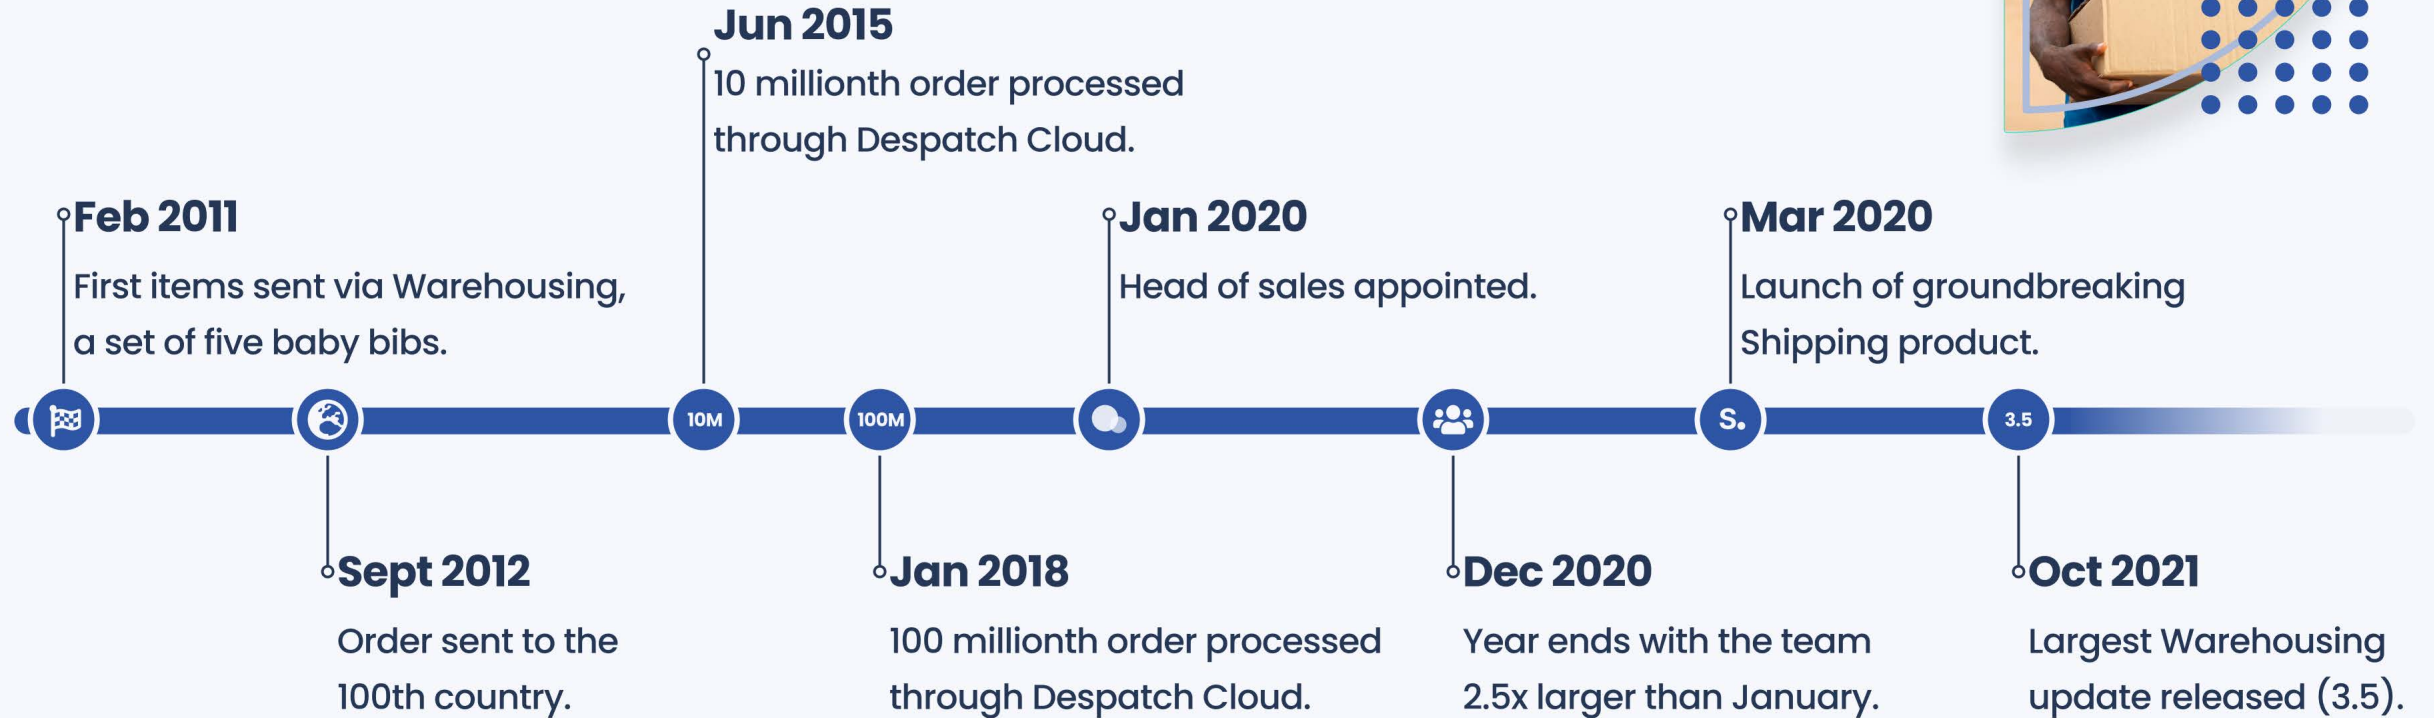 Jun 2015
10 millionth order processed
through Despatch Cloud.
Feb 2011
First items sent via Warehousing,
a set of five baby bibs.
Jan 2020
Head of sales appointed.
Mar 2020
Launch of groundbreaking
Shipping product.
10M
100M
S.
3.5
Sept 2012
Order sent to the
100th country.
Jan 2018
100 millionth order processed
through Despatch Cloud.
Dec 2020
Year ends with the team
2.5x larger than January.
Oct 2021
Largest Warehousing
update released (3.5).